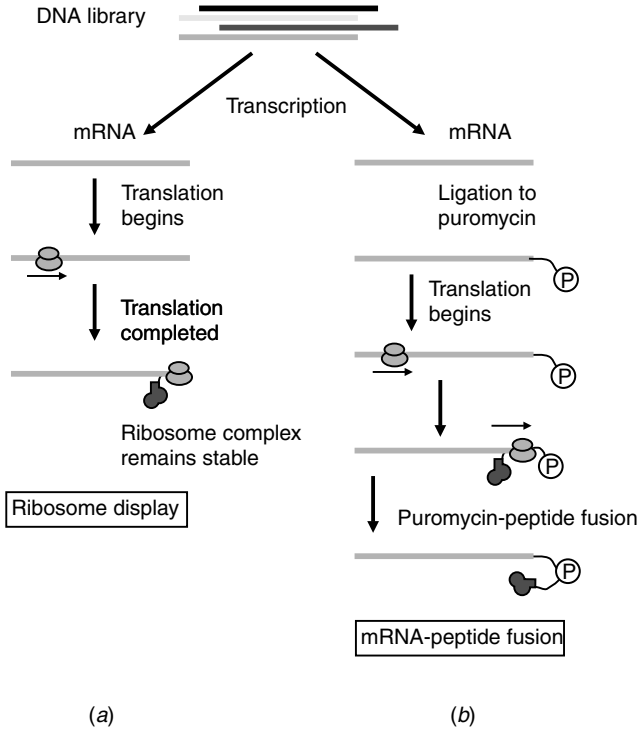 DNA library
Transcription
mRNA
Translation
begins
Translation
completed
Ribosome complex
remains stable
Ribosome display
(a)
mRNA
Ligation to
puromycin
P
Translation
begins
P
P
Puromycin-peptide fusion
P
mRNA-peptide fusion
(b)